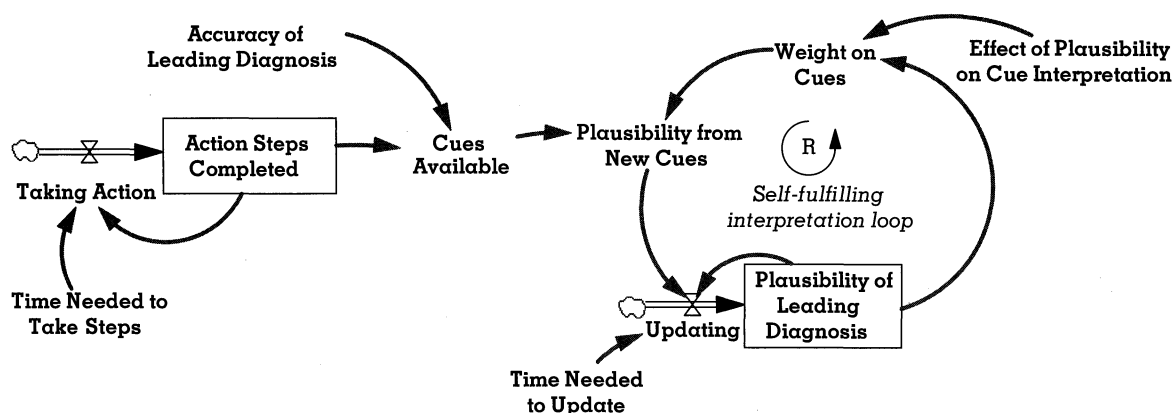 Accuracy of
Leading Diagnosis
Action Steps
Completed
Taking Action
Time Needed to
Take Steps
Cues
Available
Weight on
Cues
Effect of Plausibility
on Cue Interpretation
Plausibility from
New Cues
R
Self-fulfilling
interpretation loop
Plausibility of
Leading
Diagnosis
Updating
Time Needed
to Update